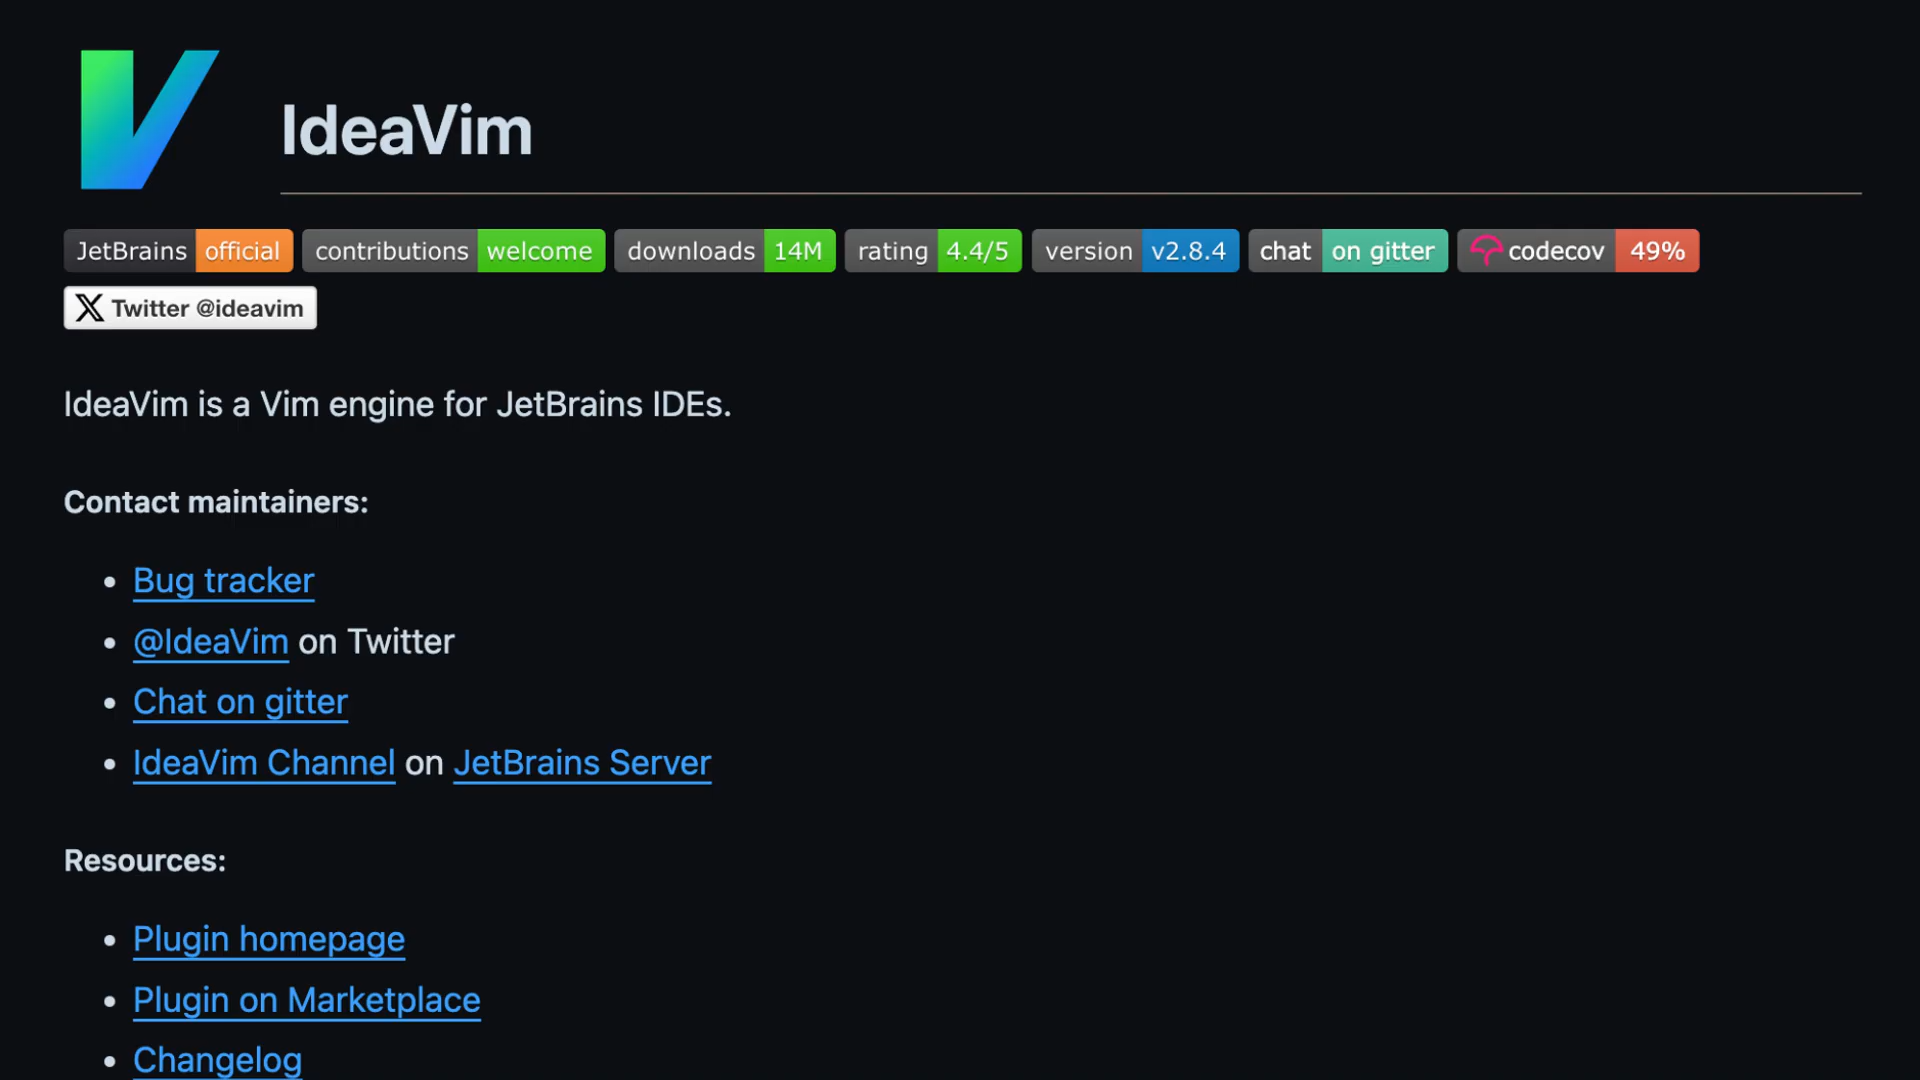 IdeaVim
JetBrains official contributions welcome downloads 14M rating 4.4/5 version v2.8.4 chat on gitter codecov 49%
Twitter @ideavim
IdeaVim is a Vim engine for JetBrains IDEs.
Contact maintainers:
Bug tracker
@IdeaVim on Twitter
Chat on gitter
IdeaVim Channel on JetBrains Server
Resources:
Plugin homepage
Plugin on Marketplace
Changelog